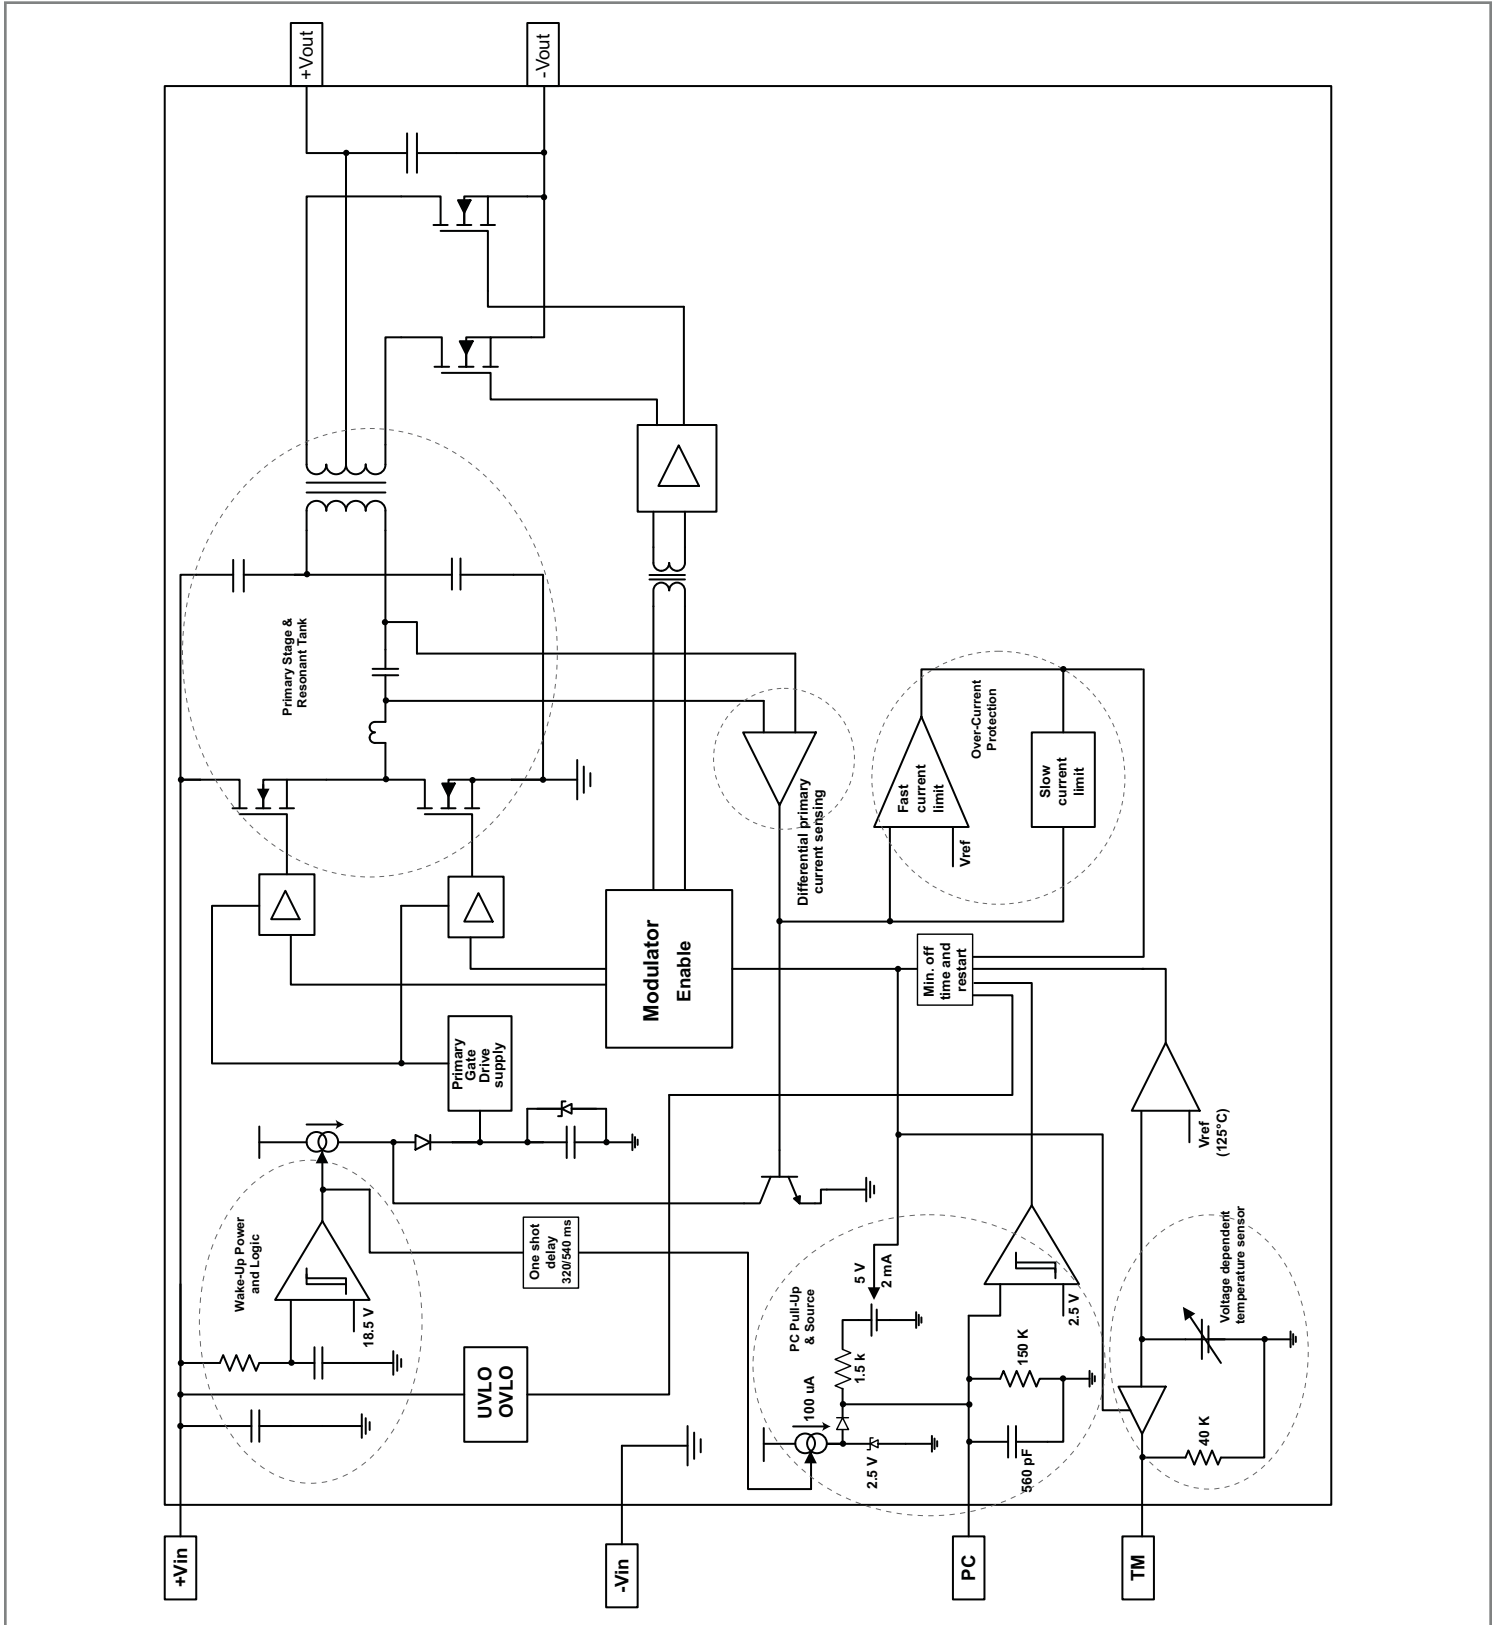 +Vout
-Vout
Primary Stage &
Resonant Tank
Differential primary
current sensing
Over-Current
Protection
Fast
current
limit
Vref
Slow
current
limit
Modulator
Enable
Min. off
time and
restart
Primary
Gate
Drive
supply
Wake-Up Power
and Logic
18.5 V
One shot
delay
320/540 ms
UVLO
OVLO
PC Pull-Up
& Source
5 V
2 mA
1.5 k
100 uA
2.5 V
150 K
560 pF
2.5 V
Vref
(125°C)
Voltage dependent
temperature sensor
40 K
+Vin
-Vin
PC
TM